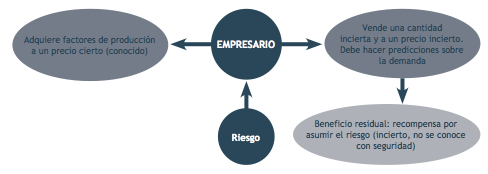 Adquiere factores de producción
a un precio cierto (conocido)
EMPRESARIO
Vende una cantidad
incierta y a un precio incierto.
Debe hacer predicciones sobre
la demanda
Riesgo
Beneficio residual: recompensa por
asumir el riesgo (incierto, no se conoce
con seguridad)